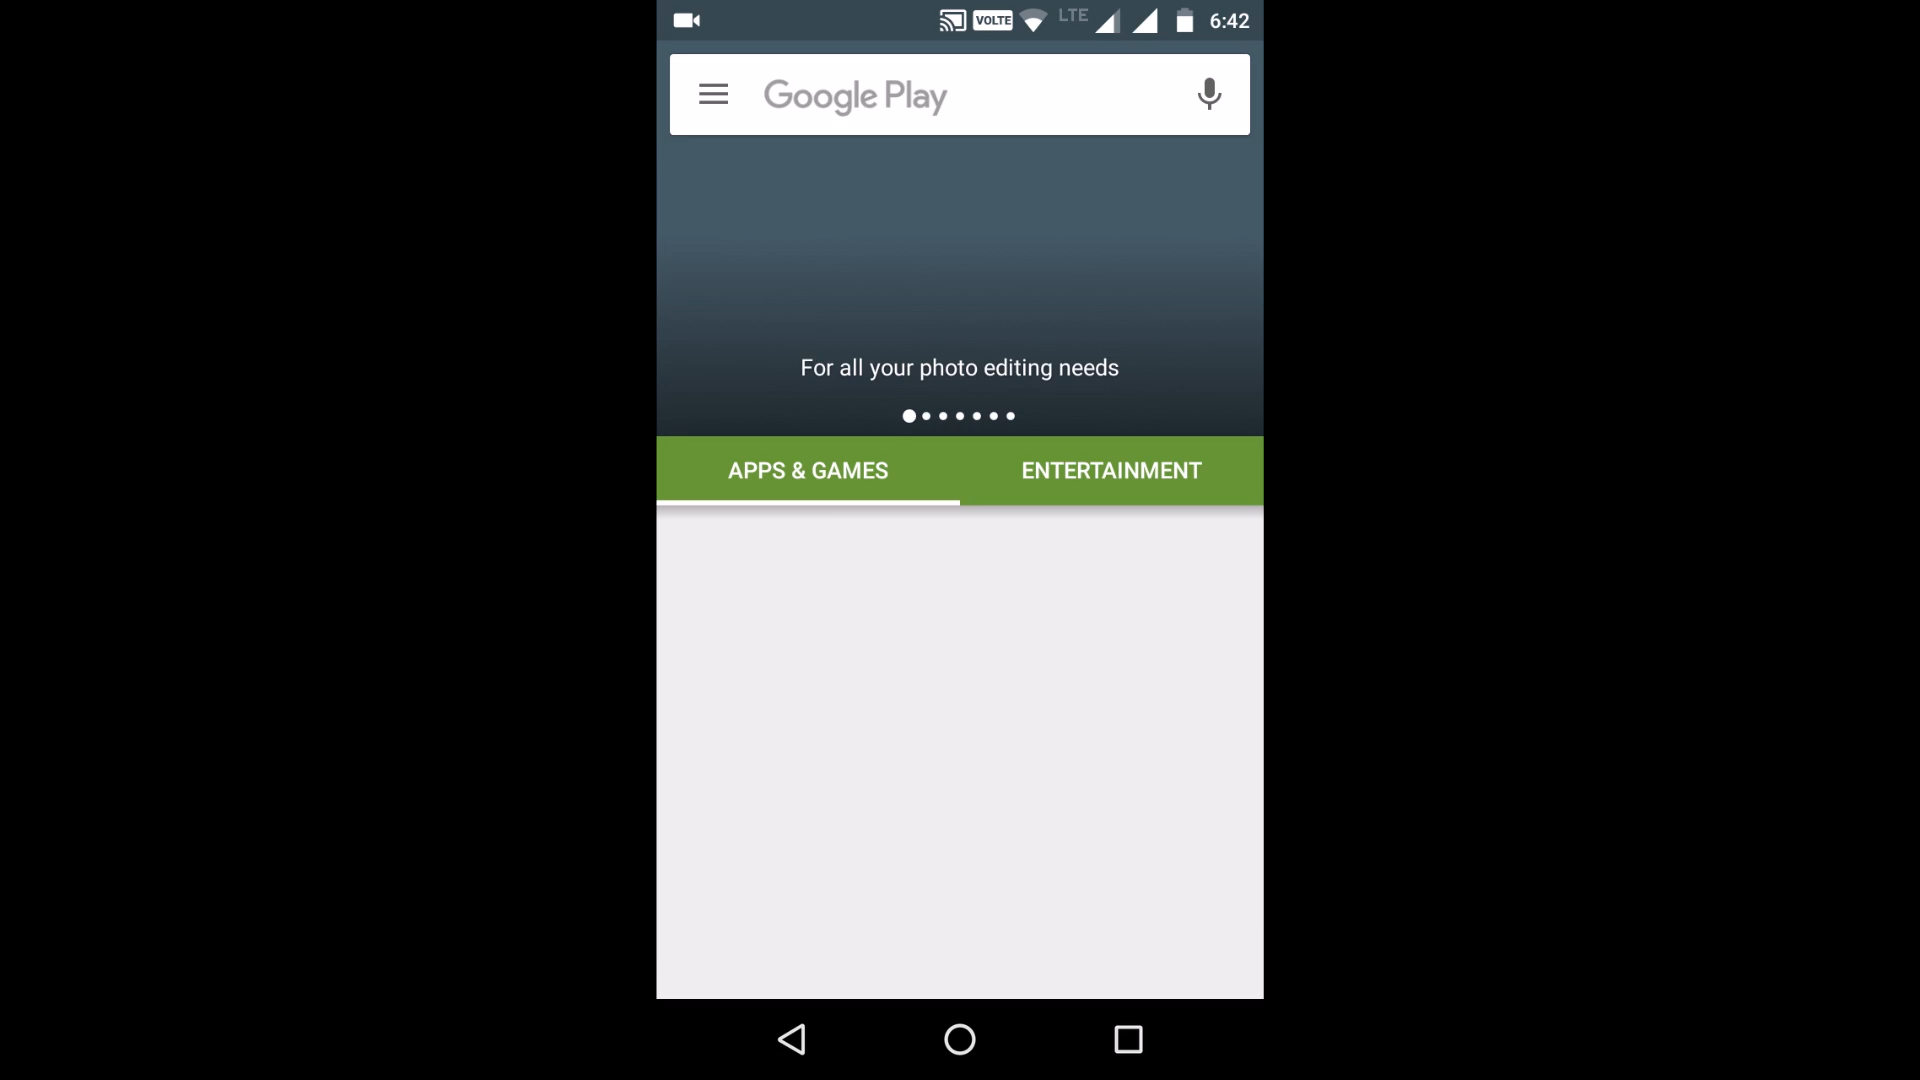 VOLTE LTE 6:42
Google Play
For all your photo editing needs
APPS & GAMES ENTERTAINMENT